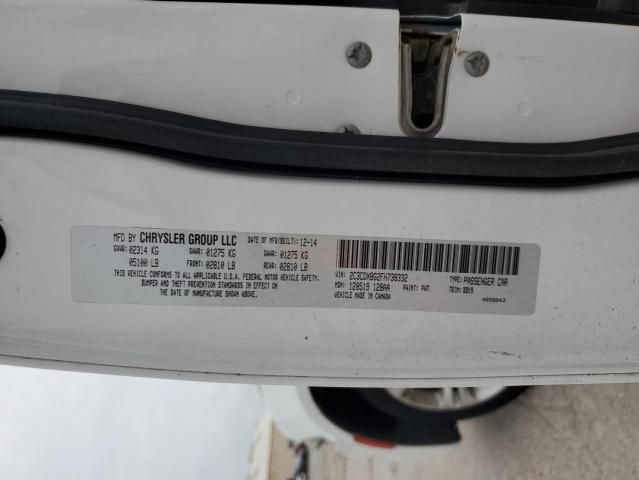 MFD BY CHRYSLER GROUP LLC DATE OF MFR(BUILT): 12-14
GVWR: 02314 KG GAWR: 01275 KG GAWR: 01275 KG
05100 LB FRONT: 02810 LB REAR: 02810 LB
THIS VEHICLE CONFORMS TO ALL APPLICABLE U.S.A. FEDERAL MOTOR VEHICLE SAFETY,
BUMPER AND THEFT PREVENTION STANDARDS IN EFFECT ON
THE DATE OF MANUFACTURE SHOWN ABOVE.
VIN: 2C3CDXBG2FH738332 TYPE: PASSENGER CAR
MDH: 120519 128AA PAINT: PW7 TRIM:
MADE IN CANADA